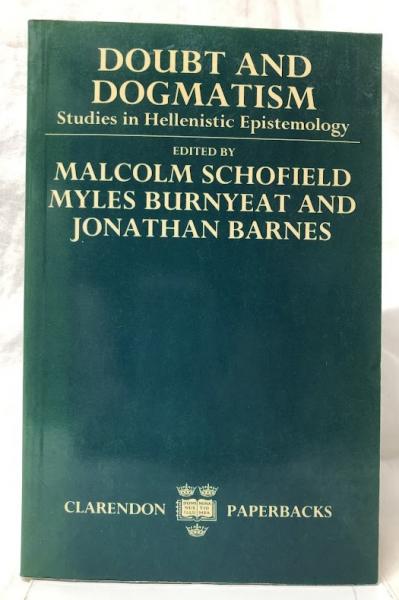 DOUBT AND
DOGMATISM
Studies in Hellenistic Epistemology
EDITED BY
MALCOLM SCHOFIELD
MYLES BURNYEAT AND
JONATHAN BARNES
CLARENDON PAPERBACKS